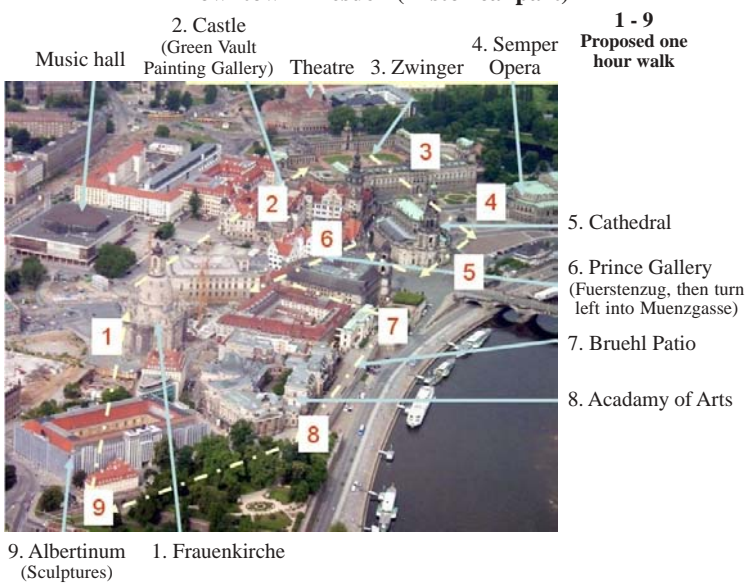 2. Castle
(Green Vault
Painting Gallery)
Music hall
Theatre
3. Zwinger
4. Semper
Opera
1 - 9
Proposed one
hour walk
3
2
4
6
5
1
7
8
9
5. Cathedral
6. Prince Gallery
(Fuerstenzug, then turn
left into Muenzgasse)
7. Bruehl Patio
8. Acadamy of Arts
9. Albertinum
(Sculptures)
1. Frauenkirche